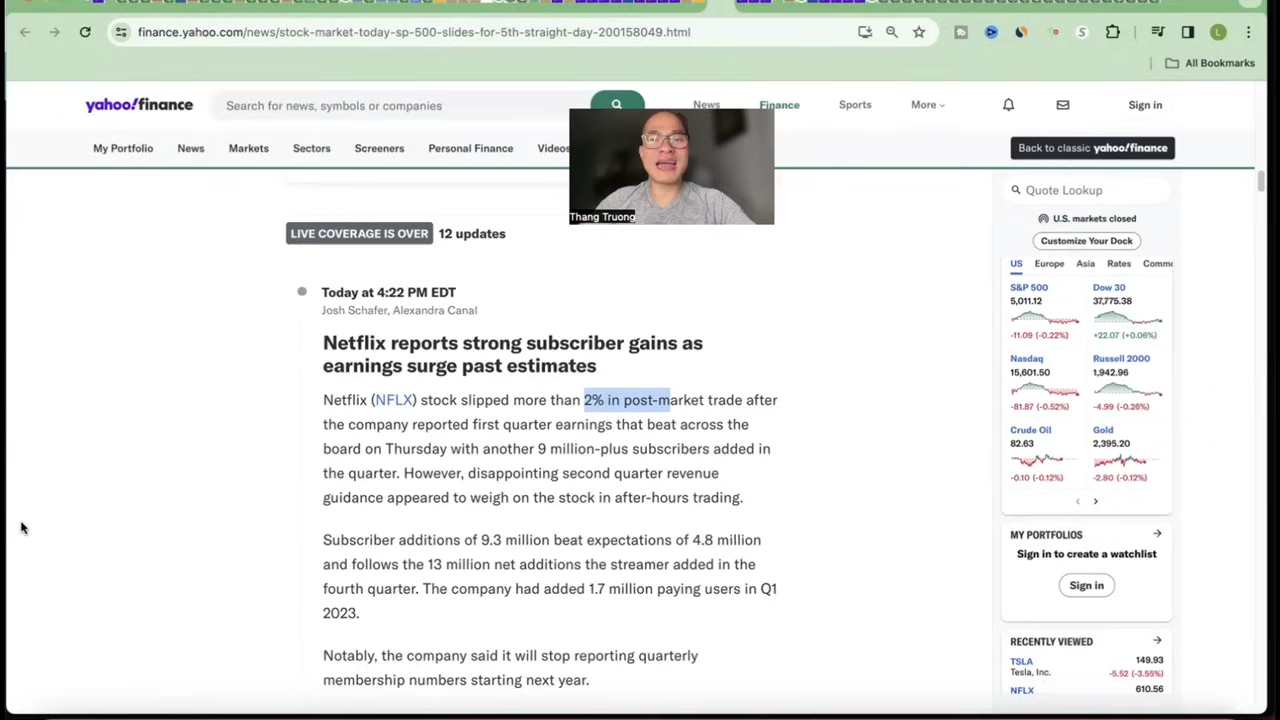 finance.yahoo.com/news/stock-market-today-sp-500-slides-for-5th-straight-day-200158049.html
L
All Bookmarks
yahoo!finance
Search for news, symbols or companies
News
Finance
Sports
More
Sign in
My Portfolio
News
Markets
Sectors
Screeners
Personal Finance
Videos
Back to classic yahoo!finance
Thang Truong
LIVE COVERAGE IS OVER 12 updates
Today at 4:22 PM EDT
Josh Schafer, Alexandra Canal
Netflix reports strong subscriber gains as
earnings surge past estimates
Netflix (NFLX) stock slipped more than 2% in post-market trade after
the company reported first quarter earnings that beat across the
board on Thursday with another 9 million-plus subscribers added in
the quarter. However, disappointing second quarter revenue
guidance appeared to weigh on the stock in after-hours trading.
Subscriber additions of 9.3 million beat expectations of 4.8 million
and follows the 13 million net additions the streamer added in the
fourth quarter. The company had added 1.7 million paying users in Q1
2023.
Notably, the company said it will stop reporting quarterly
membership numbers starting next year.
Quote Lookup
U.S. markets closed
Customize Your Dock
US Europe Asia Rates Comm
S&P 500 Dow 30
5,011.12 37,775.38
-11.09 (-0.22%) +22.07 (+0.06%)
Nasdaq Russell 2000
15,601.50 1,942.96
-81.87 (-0.52%) -4.99 (-0.26%)
Crude Oil Gold
82.63 2,395.20
-0.10 (-0.12%) -2.80 (-0.12%)
MY PORTFOLIOS
Sign in to create a watchlist
Sign in
RECENTLY VIEWED
TSLA 149.93
Tesla, Inc. -5.52 (-3.55%)
NFLX 610.56